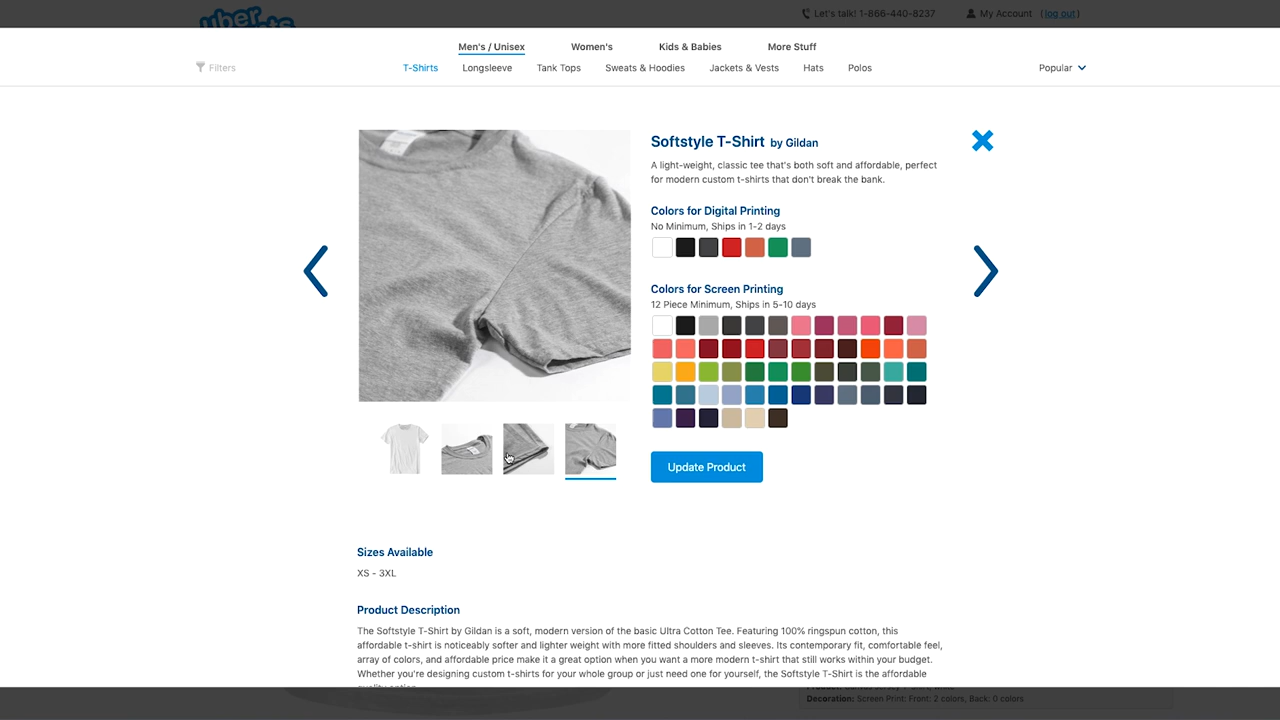 Let's talk! 1-866-440-8237
My Account (log out)
Men's / Unisex
Women's
Kids & Babies
More Stuff
Filters
T-Shirts
Longsleeve
Tank Tops
Sweats & Hoodies
Jackets & Vests
Hats
Polos
Popular
Softstyle T-Shirt by Gildan
A light-weight, classic tee that's both soft and affordable, perfect
for modern custom t-shirts that don't break the bank.
Colors for Digital Printing
No Minimum, Ships in 1-2 days
Colors for Screen Printing
12 Piece Minimum, Ships in 5-10 days
Update Product
Sizes Available
XS - 3XL
Product Description
The Softstyle T-Shirt by Gildan is a soft, modern version of the basic Ultra Cotton Tee. Featuring 100% ringspun cotton, this
affordable t-shirt is noticeably softer and lighter weight with more fitted shoulders and sleeves. Its contemporary fit, comfortable feel,
array of colors, and affordable price make it a great option when you want a more modern t-shirt that still works within your budget.
Whether you're designing custom t-shirts for your whole group or just need one for yourself, the Softstyle T-Shirt is the affordable
Decoration: Screen Print: Front: 2 colors, Back: 0 colors